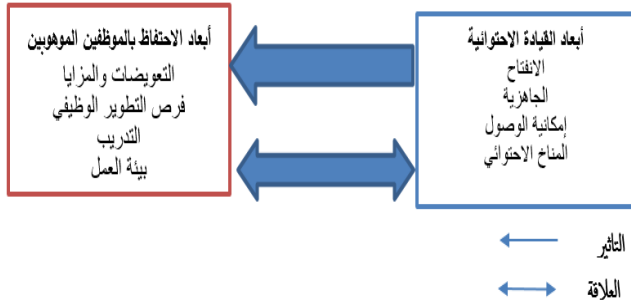 أبعاد القيادة الاحتوائية
الانفتاح
الجاهزية
إمكانية الوصول
المناخ الاحتوائي
أبعاد الاحتفاظ بالموظفين الموهوبين
التعويضات والمزايا
فرص التطوير الوظيفي
التدريب
بيئة العمل
التاثير
العلاقة